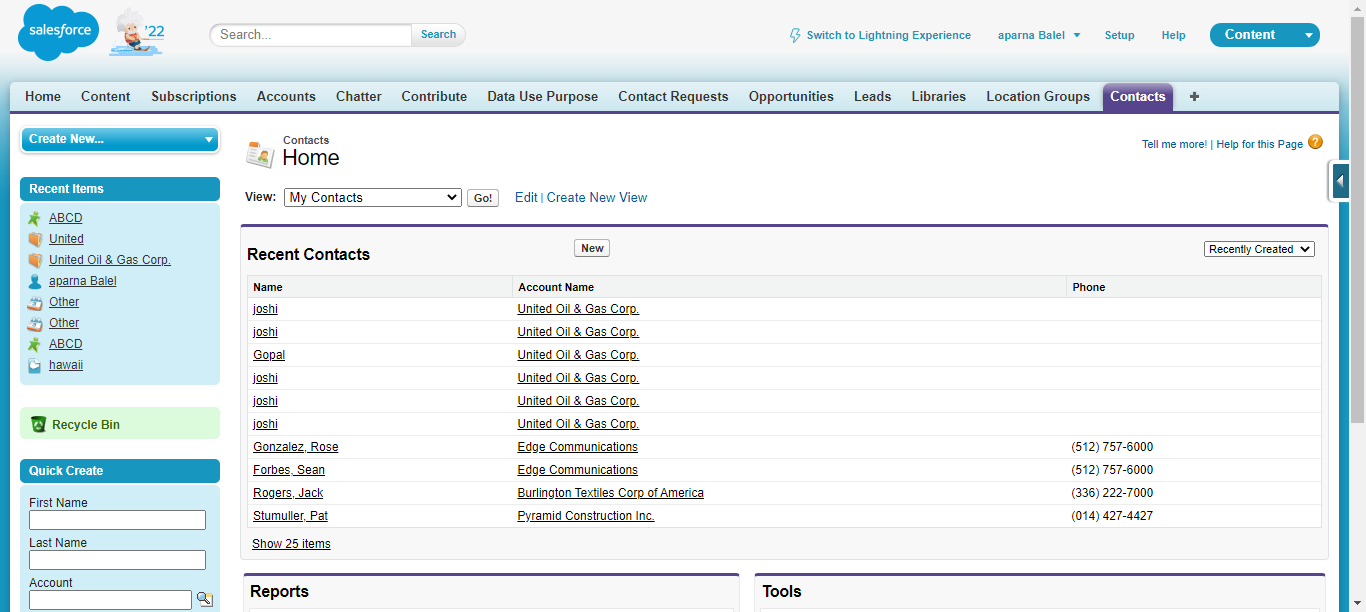 salesforce
'22
Search...
Search
Switch to Lightning Experience
aparna Balel
Setup
Help
Content
Home Content Subscriptions Accounts Chatter Contribute Data Use Purpose Contact Requests Opportunities Leads Libraries Location Groups Contacts +
Create New...
Recent Items
ABCD
United
United Oil & Gas Corp.
aparna Balel
Other
Other
ABCD
hawaii
Recycle Bin
Quick Create
First Name
Last Name
Account
Contacts
Home
Tell me more! | Help for this Page ?
View: My Contacts Go! Edit | Create New View
Recent Contacts New Recently Created
Name Account Name Phone
joshi United Oil & Gas Corp.
joshi United Oil & Gas Corp.
Gopal United Oil & Gas Corp.
joshi United Oil & Gas Corp.
joshi United Oil & Gas Corp.
joshi United Oil & Gas Corp.
Gonzalez, Rose Edge Communications (512) 757-6000
Forbes, Sean Edge Communications (512) 757-6000
Rogers, Jack Burlington Textiles Corp of America (336) 222-7000
Stumuller, Pat Pyramid Construction Inc. (014) 427-4427
Show 25 items
Reports
Tools